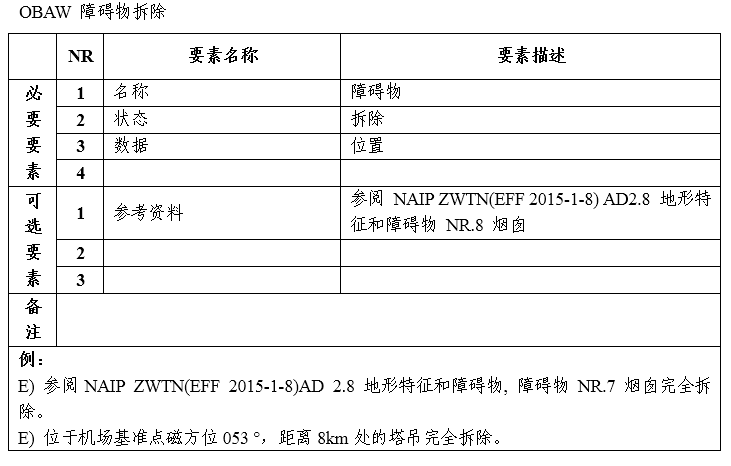 OBAW 障碍物拆除
NR 要素名称 要素描述
必要要素
1 名称 障碍物
2 状态 拆除
3 数据 位置
4
可选要素
1 参考资料 参阅 NAIP ZWTN(EFF 2015-1-8) AD2.8 地形特
征和障碍物 NR.8 烟囱
2
3
备注
例：
E) 参阅 NAIP ZWTN(EFF 2015-1-8)AD 2.8 地形特征和障碍物, 障碍物 NR.7 烟囱完全拆
除。
E) 位于机场基准点磁方位 053 °，距离 8km 处的塔吊完全拆除。